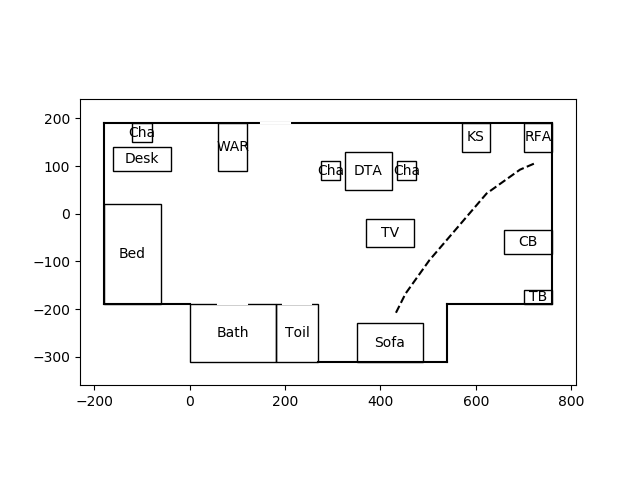 200
100
0
−100
−200
−300
−200
0
200
400
600
800
Cha
Desk
WAR
KS
RFA
Cha
DTA
Cha
TV
CB
Bed
TB
Bath
Toil
Sofa